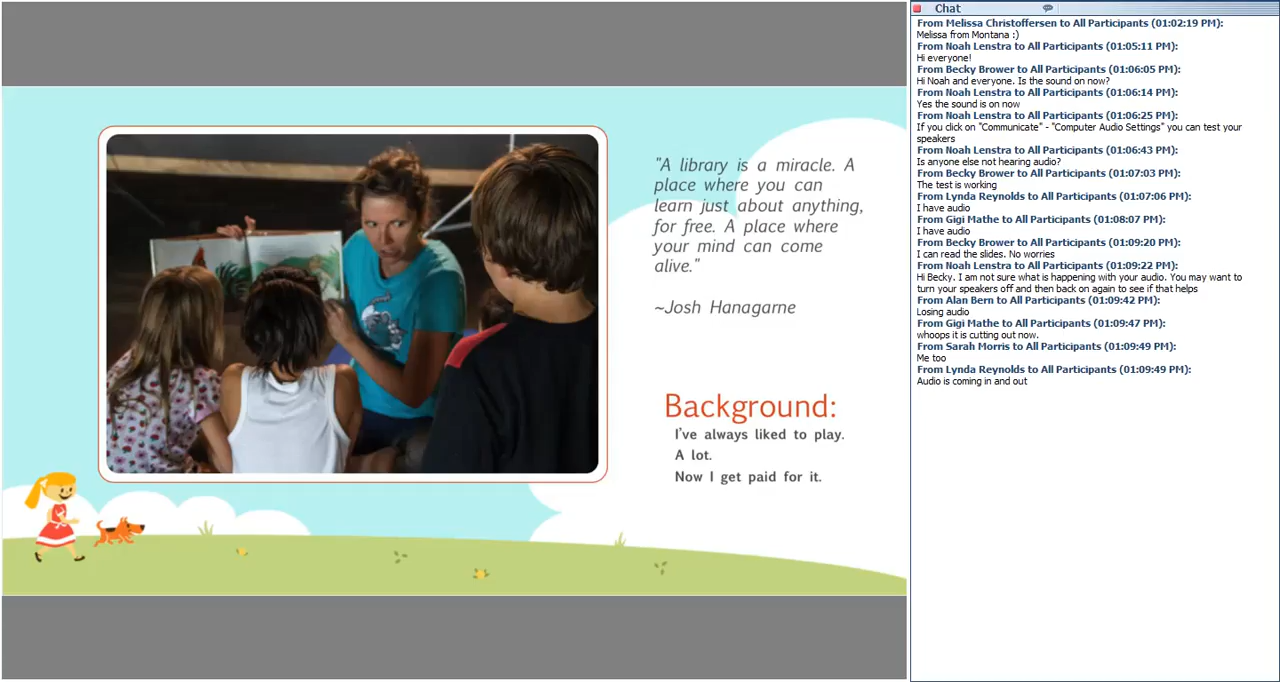 "A library is a miracle. A
place where you can
learn just about anything,
for free. A place where
your mind can come
alive."
~Josh Hanagarne
Background:
I've always liked to play.
A lot.
Now I get paid for it.
Chat
From Melissa Christoffersen to All Participants (01:02:19 PM):
Melissa from Montana :)
From Noah Lenstra to All Participants (01:05:11 PM):
Hi everyone!
From Becky Brower to All Participants (01:06:05 PM):
Hi Noah and everyone. Is the sound on now?
From Noah Lenstra to All Participants (01:06:14 PM):
Yes the sound is on now
From Noah Lenstra to All Participants (01:06:25 PM):
If you click on "Communicate" - "Computer Audio Settings" you can test your
speakers
From Noah Lenstra to All Participants (01:06:43 PM):
Is anyone else not hearing audio?
From Becky Brower to All Participants (01:07:03 PM):
The test is working
From Lynda Reynolds to All Participants (01:07:06 PM):
I have audio
From Gigi Mathe to All Participants (01:08:07 PM):
I have audio
From Becky Brower to All Participants (01:09:20 PM):
I can read the slides. No worries
From Noah Lenstra to All Participants (01:09:22 PM):
Hi Becky. I am not sure what is happening with your audio. You may want to
turn your speakers off and then back on again to see if that helps
From Alan Bern to All Participants (01:09:42 PM):
Losing audio
From Gigi Mathe to All Participants (01:09:47 PM):
whoops it is cutting out now.
From Sarah Morris to All Participants (01:09:49 PM):
Me too
From Lynda Reynolds to All Participants (01:09:49 PM):
Audio is coming in and out